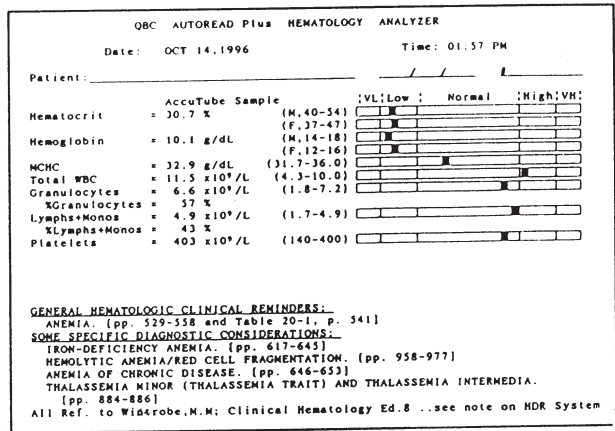 QBC AUTOREAD Plus HEMATOLOGY ANALYZER
Date: OCT 14,1996 Time: 01:57 PM
Patient:
AccuTube Sample |VL|Low | Normal |High|VH|
Hematocrit = 30.7 % (M,40-54)
(F,37-47)
Hemoglobin = 10.1 g/dL (M,14-18)
(F,12-16)
MCHC = 32.9 g/dL (31.7-36.0)
Total WBC = 11.5 x10⁹/L (4.3-10.0)
Granulocytes = 6.6 x10⁹/L (1.8-7.2)
%Granulocytes = 57 %
Lymphs+Monos = 4.9 x10⁹/L (1.7-4.9)
%Lymphs+Monos = 43 %
Platelets = 403 x10⁹/L (140-400)
GENERAL HEMATOLOGIC CLINICAL REMINDERS:
ANEMIA. [pp. 529-558 and Table 20-1, p. 541]
SOME SPECIFIC DIAGNOSTIC CONSIDERATIONS:
IRON-DEFICIENCY ANEMIA. [pp. 617-645]
HEMOLYTIC ANEMIA/RED CELL FRAGMENTATION. [pp. 958-977]
ANEMIA OF CHRONIC DISEASE. [pp. 646-653]
THALASSEMIA MINOR (THALASSEMIA TRAIT) AND THALASSEMIA INTERMEDIA.
[pp. 884-886]
All Ref. to Wintrobe,M.M; Clinical Hematology Ed.8 ..see note on HDR System